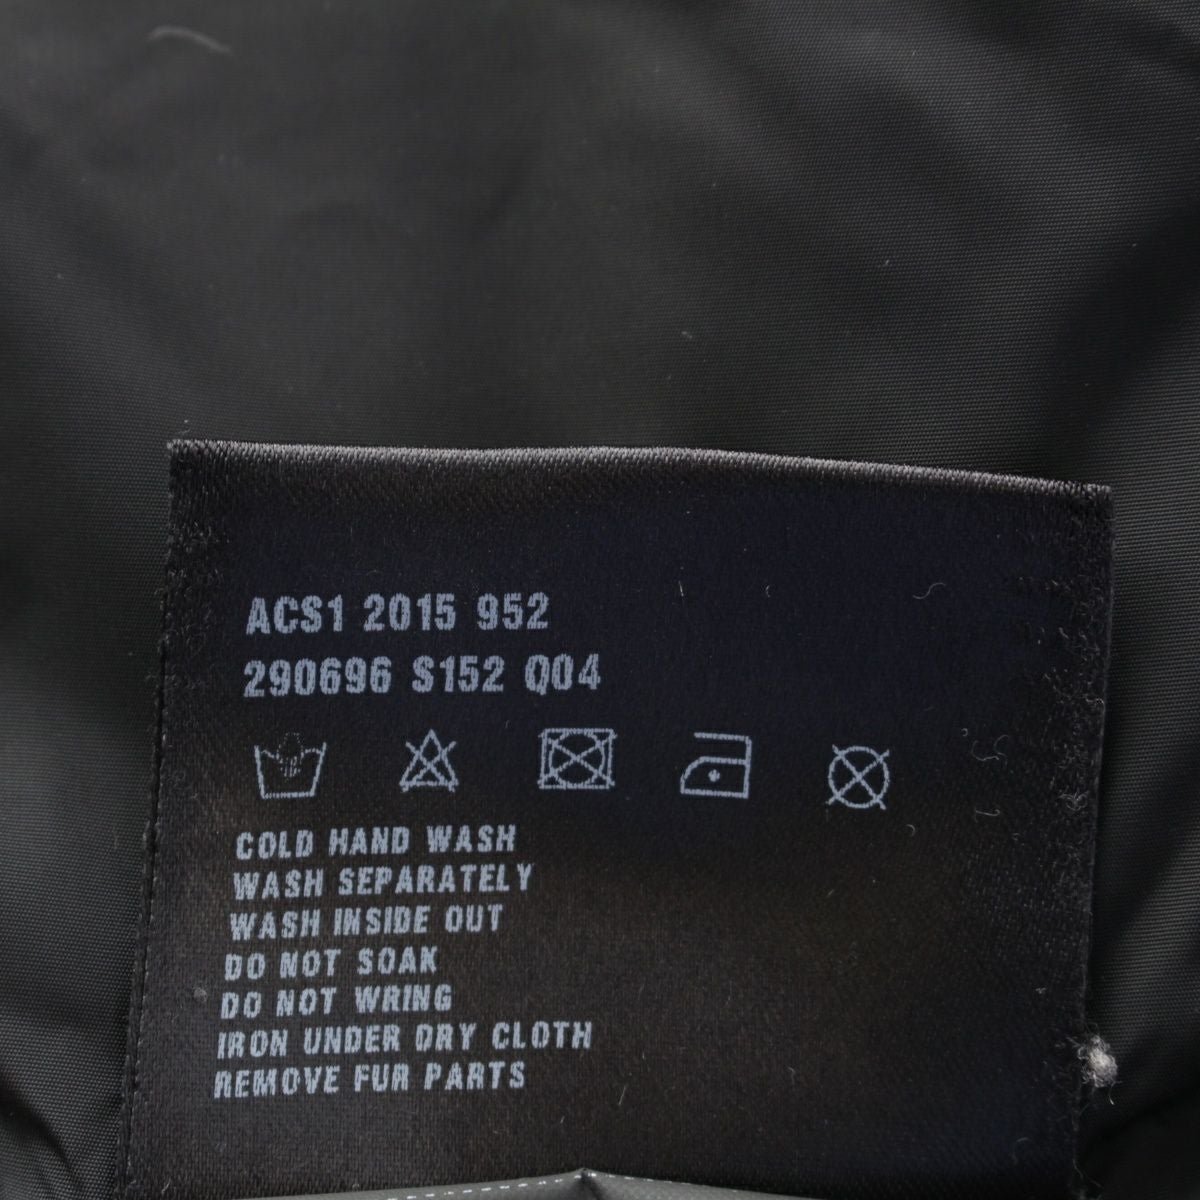 ACS1 2015 952
290696 S152 Q04
COLD HAND WASH
WASH SEPARATELY
WASH INSIDE OUT
DO NOT SOAK
DO NOT WRING
IRON UNDER DRY CLOTH
REMOVE FUR PARTS